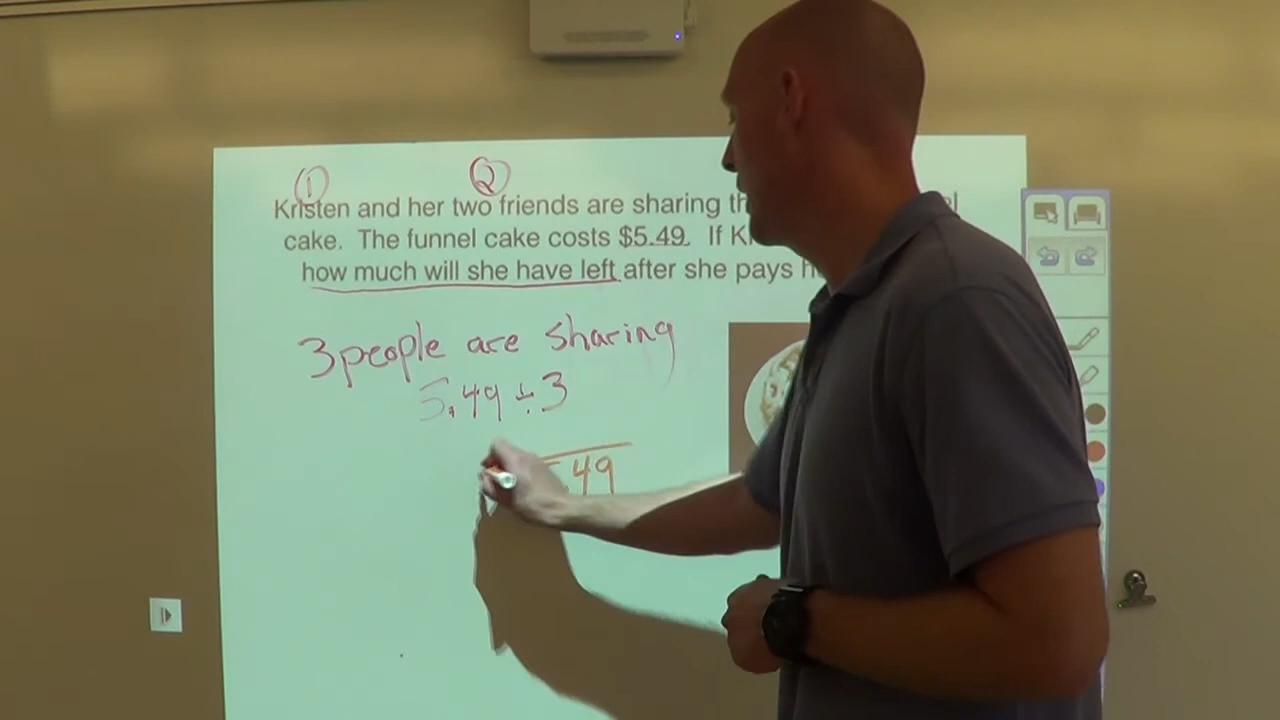 ① ②
Kristen and her two friends are sharing
cake. The funnel cake costs $5.49. If
how much will she have left after she pays
3 people are sharing
5.49 ÷ 3
.49